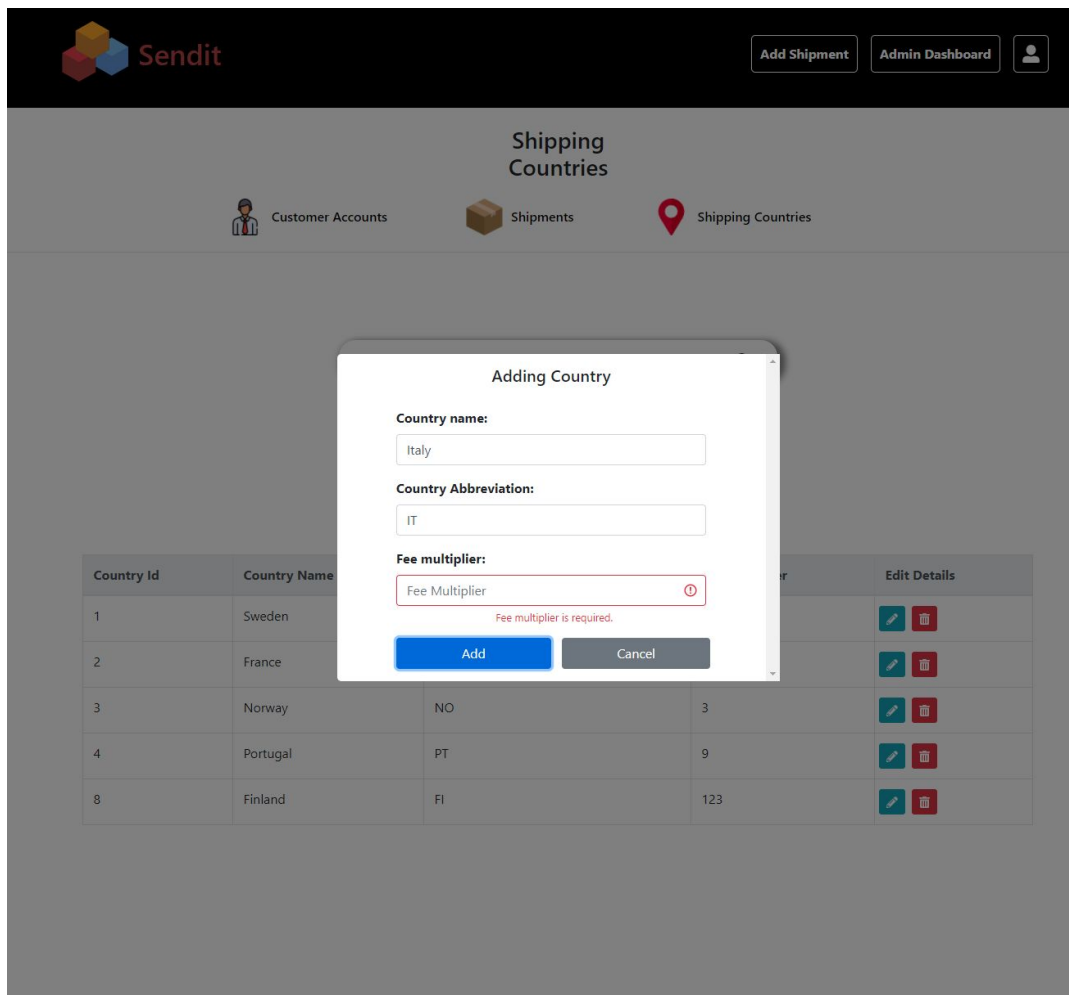 Sendit
Add Shipment Admin Dashboard
Shipping
Countries
Customer Accounts Shipments Shipping Countries
Adding Country
Country name:
Italy
Country Abbreviation:
IT
Fee multiplier:
Fee Multiplier
Fee multiplier is required.
Add Cancel
Country Id Country Name Edit Details
1 Sweden
2 France
3 Norway NO 3
4 Portugal PT 9
8 Finland FI 123